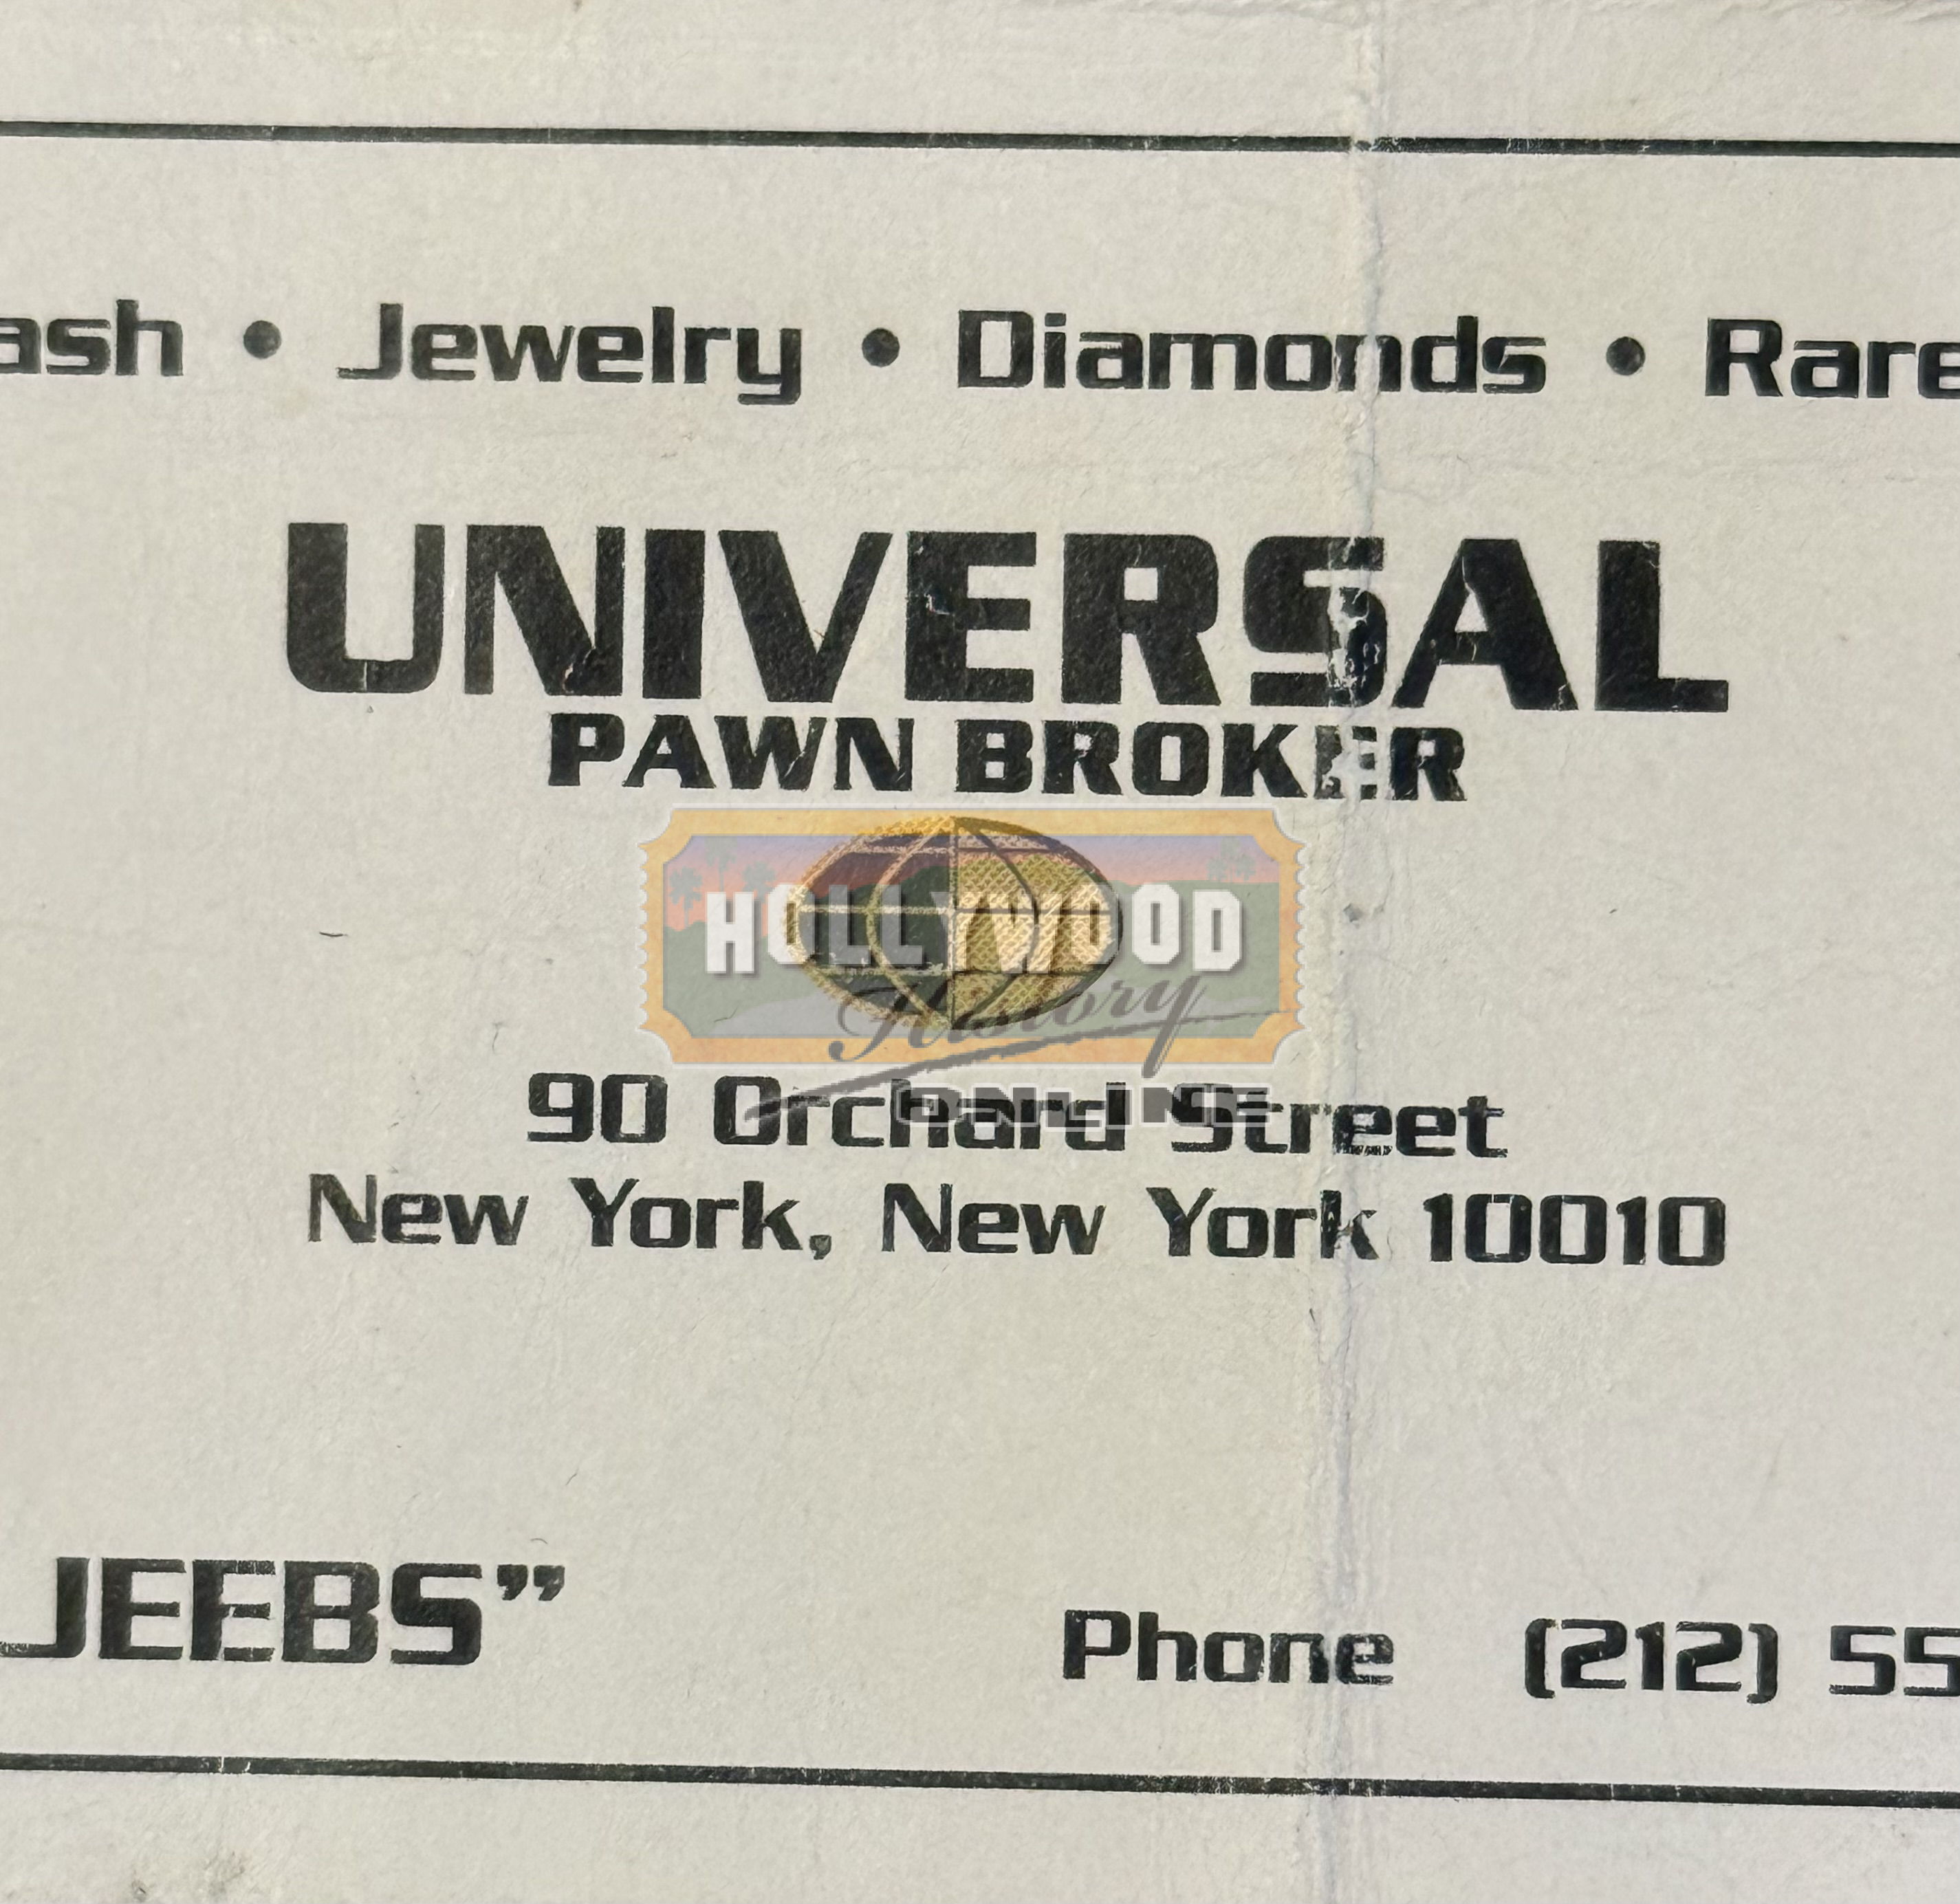 ash • Jewelry • Diamonds • Rare
UNIVERSAL
PAWN BROKER
HOLLYWOOD
History
ONLINE
90 Orchard Street
New York, New York 10010
JEEBS”
Phone (212) 55